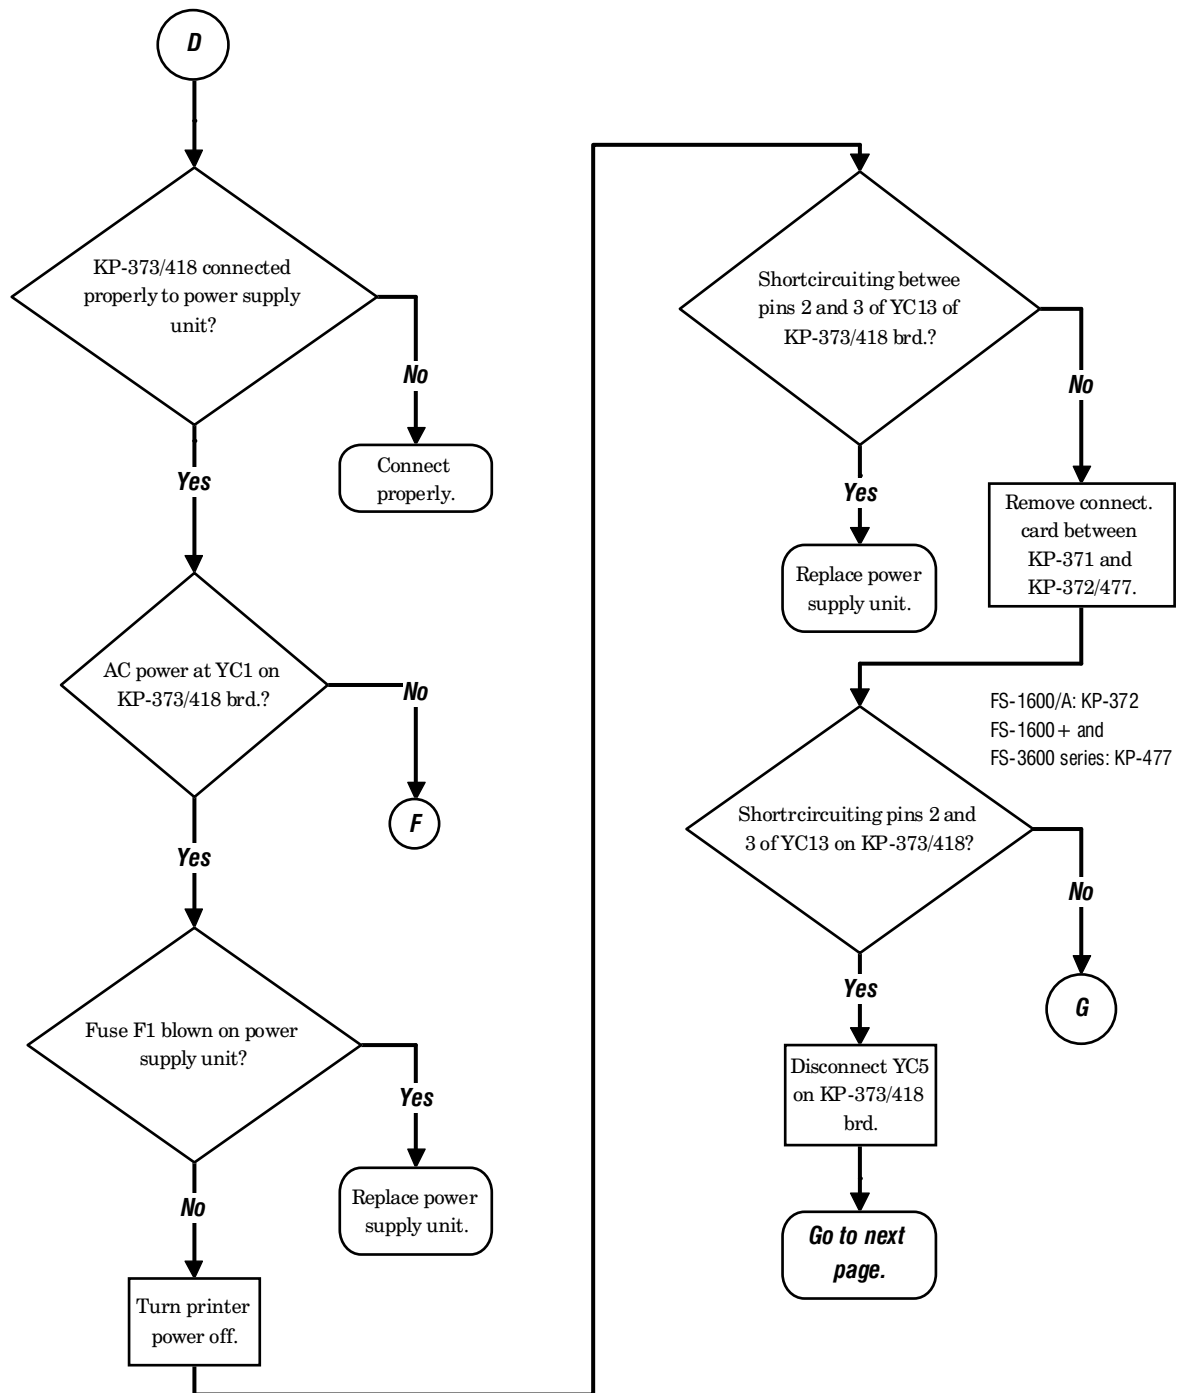 D
KP-373/418 connected
properly to power supply
unit?
No
Connect
properly.
Yes
AC power at YC1 on
KP-373/418 brd.?
No
F
Yes
Fuse F1 blown on power
supply unit?
Yes
Replace power
supply unit.
No
Turn printer
power off.
Shortcircuiting betwee
pins 2 and 3 of YC13 of
KP-373/418 brd.?
No
Yes
Replace power
supply unit.
Remove connect.
card between
KP-371 and
KP-372/477.
FS-1600/A: KP-372
FS-1600+ and
FS-3600 series: KP-477
Shortrcircuiting pins 2 and
3 of YC13 on KP-373/418?
No
G
Yes
Disconnect YC5
on KP-373/418
brd.
Go to next
page.